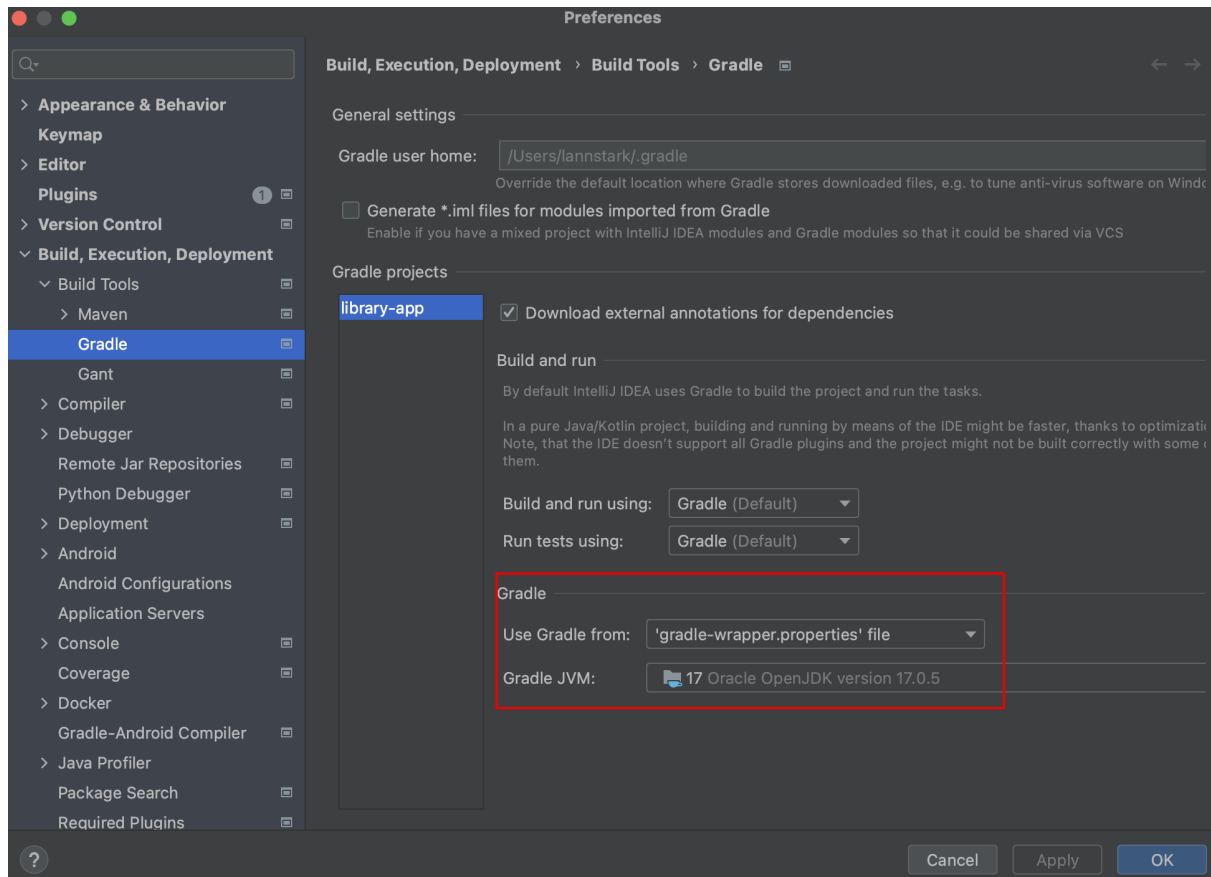 Preferences
Build, Execution, Deployment › Build Tools › Gradle
Appearance & Behavior
Keymap
Editor
Plugins 1
Version Control
Build, Execution, Deployment
Build Tools
Maven
Gradle
Gant
Compiler
Debugger
Remote Jar Repositories
Python Debugger
Deployment
Android
Android Configurations
Application Servers
Console
Coverage
Docker
Gradle-Android Compiler
Java Profiler
Package Search
Required Plugins
General settings
Gradle user home: /Users/lannstark/.gradle
Override the default location where Gradle stores downloaded files, e.g. to tune anti-virus software on Windo
Generate *.iml files for modules imported from Gradle
Enable if you have a mixed project with IntelliJ IDEA modules and Gradle modules so that it could be shared via VCS
Gradle projects
library-app
Download external annotations for dependencies
Build and run
By default IntelliJ IDEA uses Gradle to build the project and run the tasks.
In a pure Java/Kotlin project, building and running by means of the IDE might be faster, thanks to optimizati
Note, that the IDE doesn't support all Gradle plugins and the project might not be built correctly with some
them.
Build and run using: Gradle (Default)
Run tests using: Gradle (Default)
Gradle
Use Gradle from: 'gradle-wrapper.properties' file
Gradle JVM: 17 Oracle OpenJDK version 17.0.5
? Cancel Apply OK